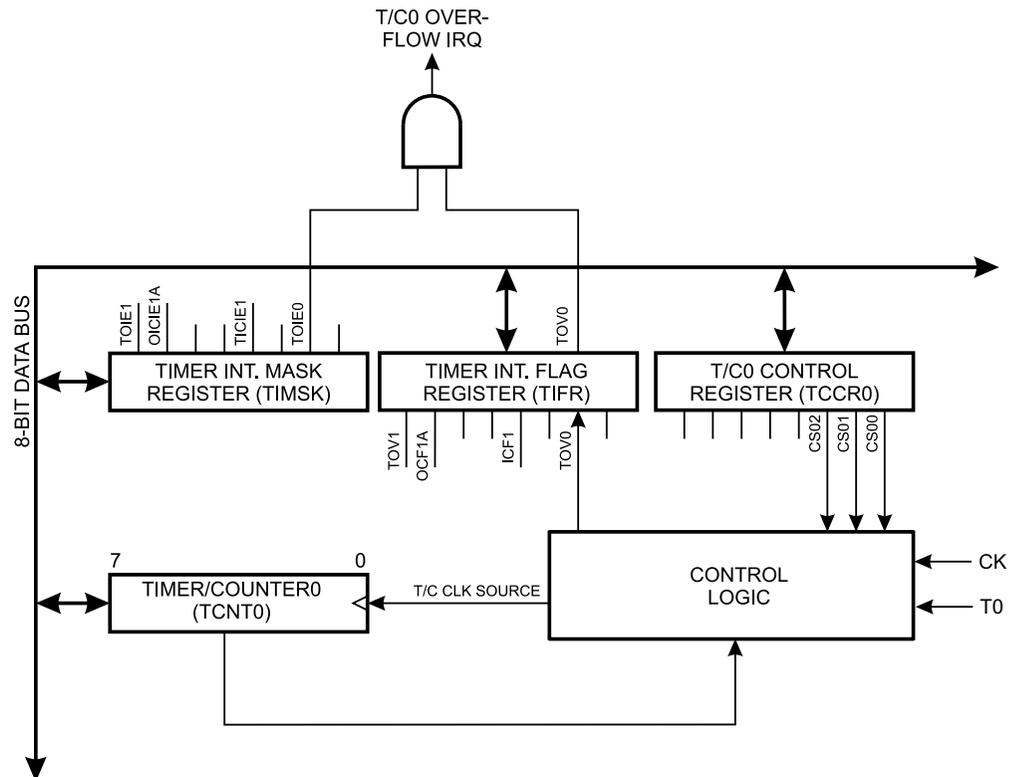 T/C0 OVER-
FLOW IRQ
8-BIT DATA BUS
TOIE1
OICIE1A
TICIE1
TOIE0
TOV0
TIMER INT. MASK
REGISTER (TIMSK)
TIMER INT. FLAG
REGISTER (TIFR)
T/C0 CONTROL
REGISTER (TCCR0)
TOV1
OCF1A
ICF1
TOV0
CS02
CS01
CS00
7
0
TIMER/COUNTER0
(TCNT0)
T/C CLK SOURCE
CONTROL
LOGIC
CK
T0